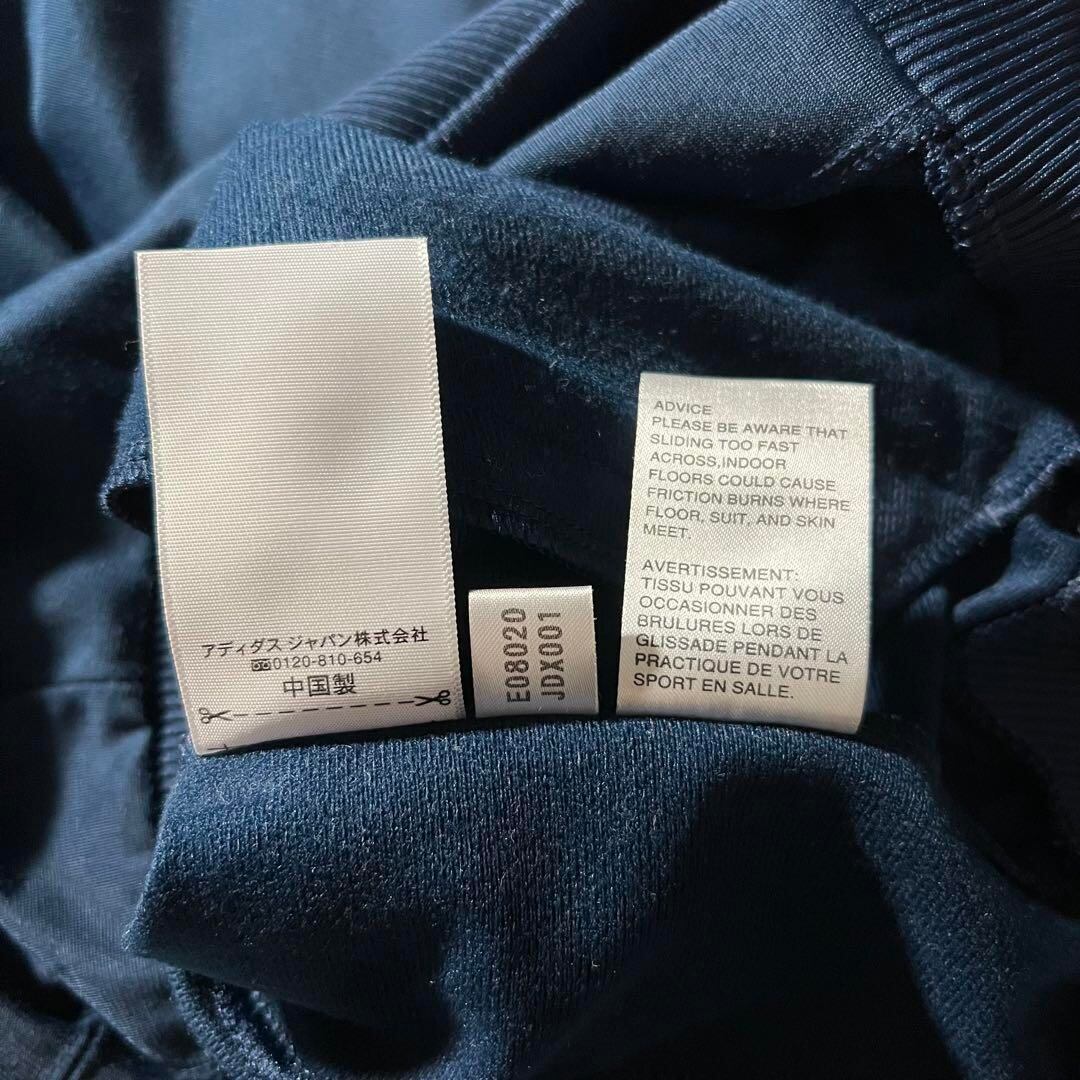 アディダス ジャパン株式会社
0120-810-654
中国製
E08020
JDX001
ADVICE
PLEASE BE AWARE THAT
SLIDING TOO FAST
ACROSS,INDOOR
FLOORS COULD CAUSE
FRICTION BURNS WHERE
FLOOR, SUIT, AND SKIN
MEET.
AVERTISSEMENT:
TISSU POUVANT VOUS
OCCASIONNER DES
BRULURES LORS DE
GLISSADE PENDANT LA
PRACTIQUE DE VOTRE
SPORT EN SALLE.